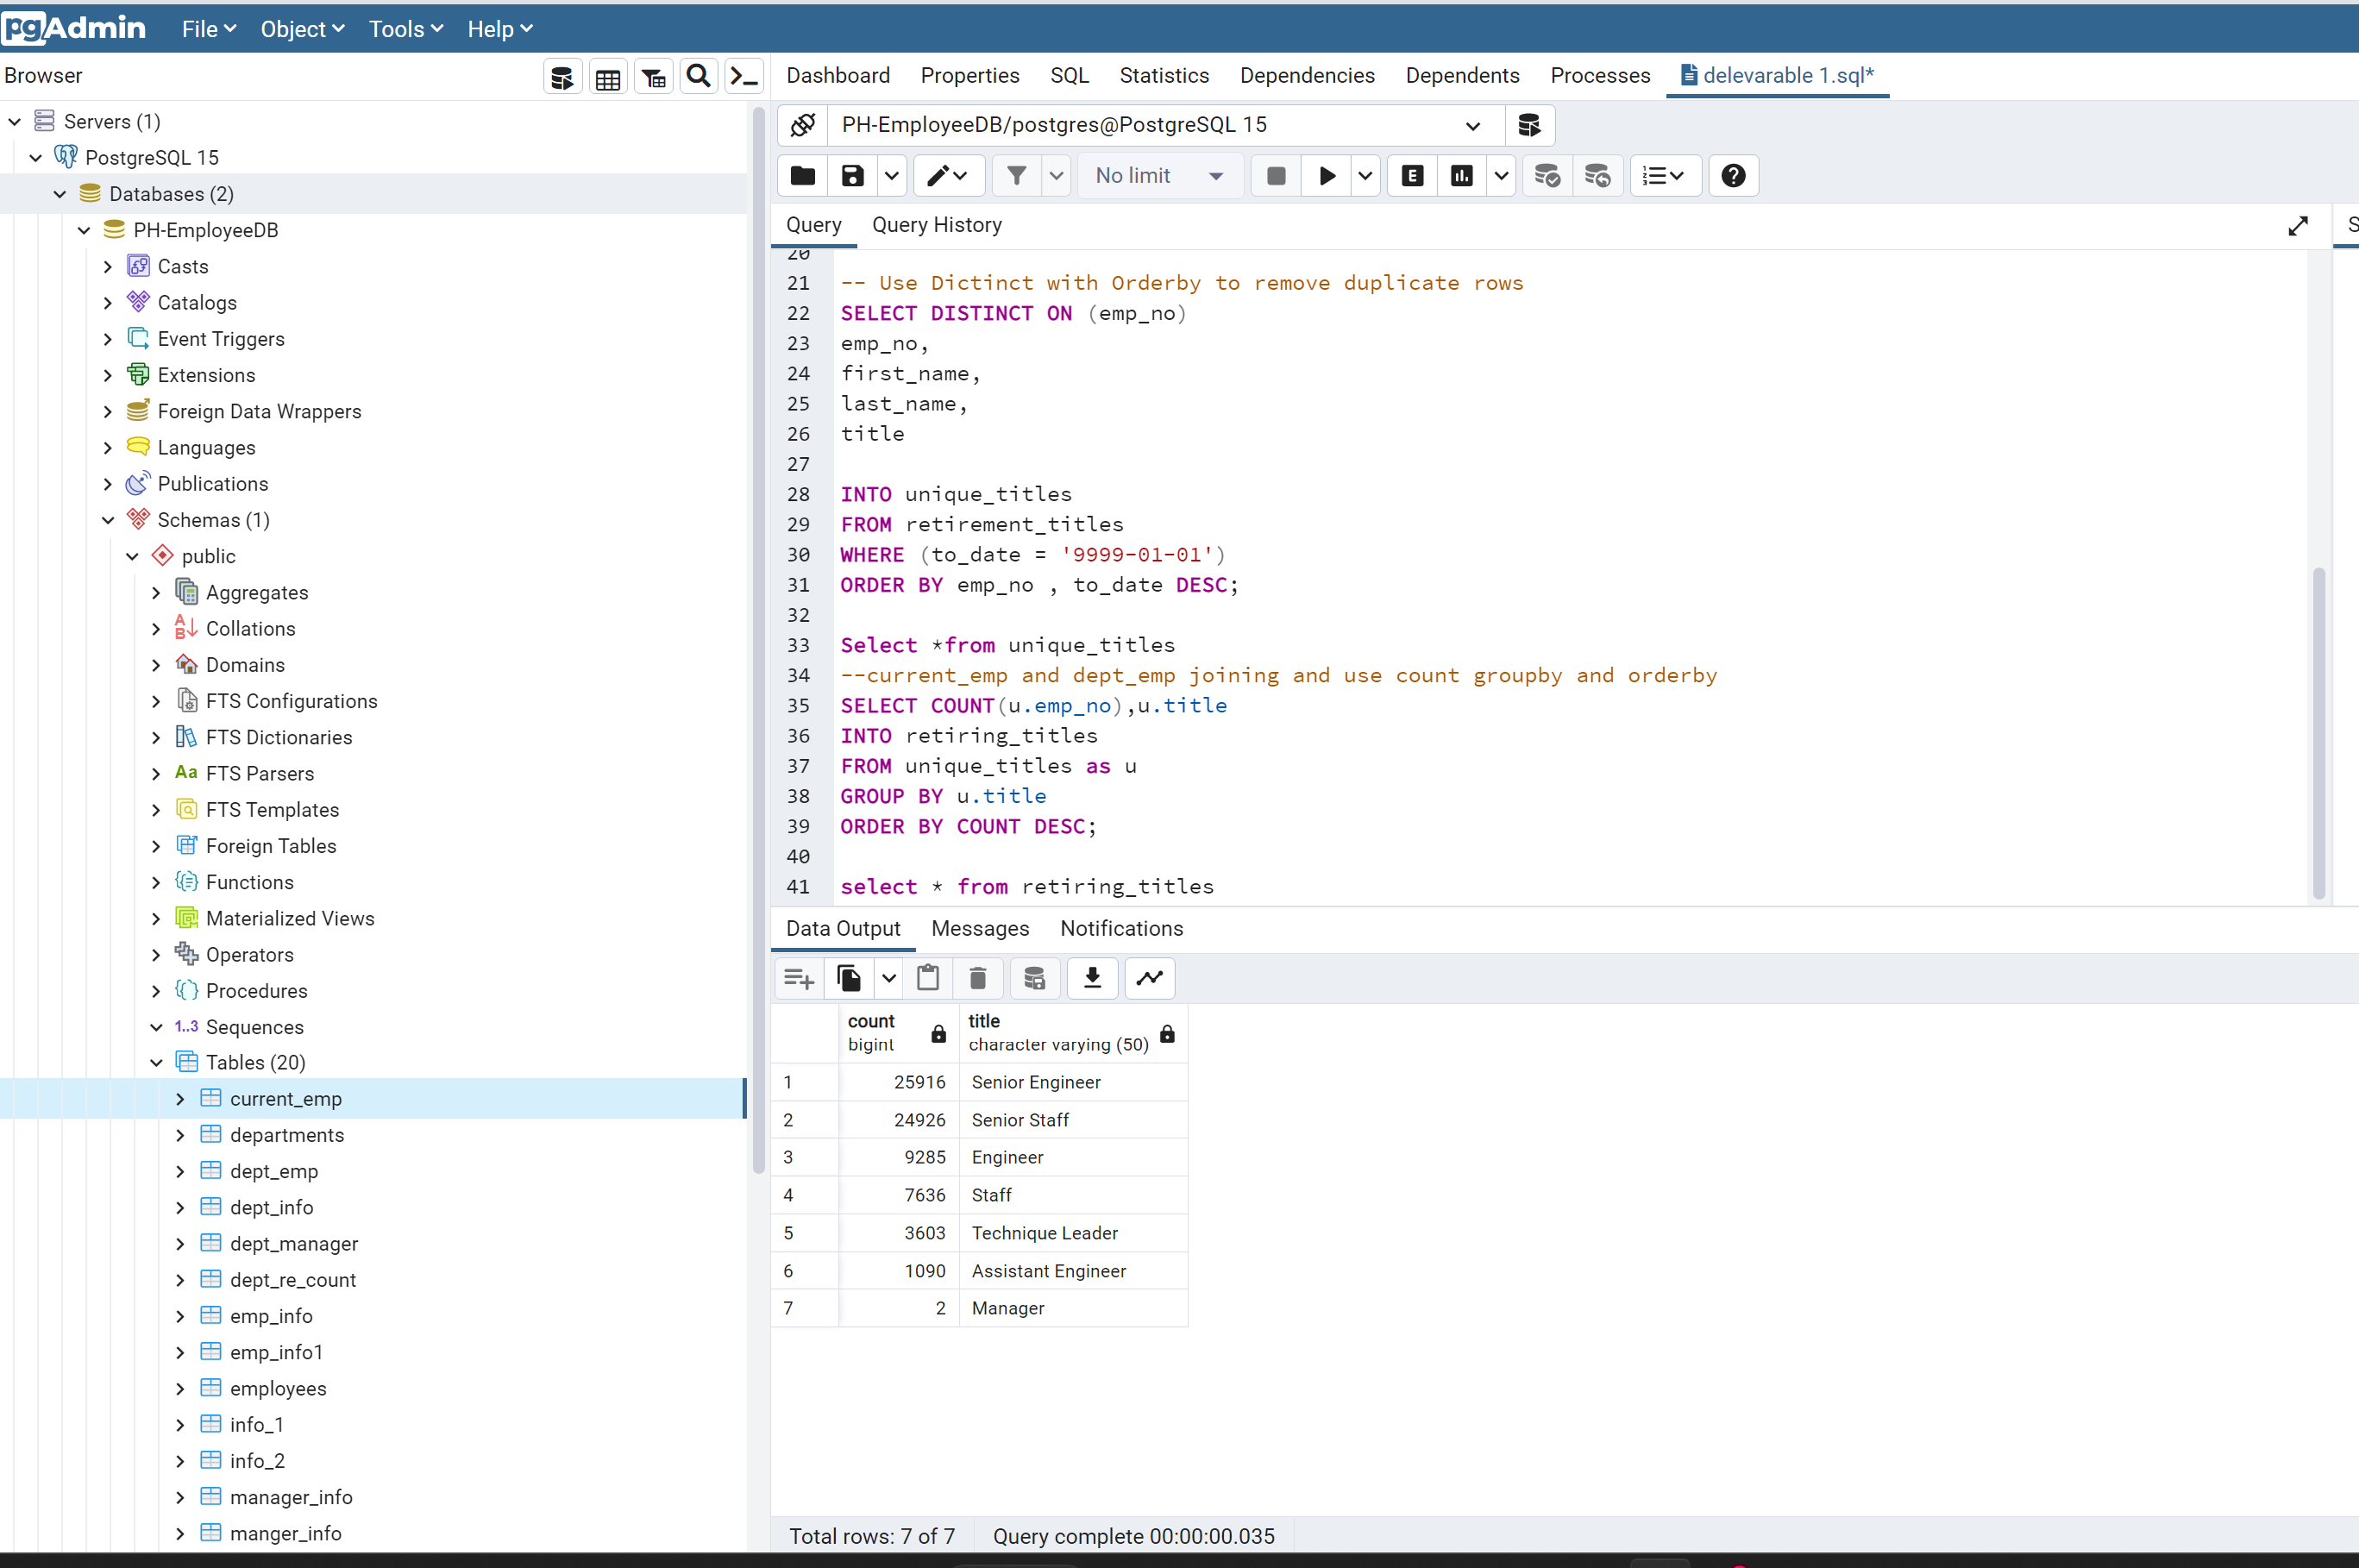 pgAdmin File Object Tools Help
Browser
Dashboard Properties SQL Statistics Dependencies Dependents Processes delevarable 1.sql*
Servers (1)
PostgreSQL 15
Databases (2)
PH-EmployeeDB
Casts
Catalogs
Event Triggers
Extensions
Foreign Data Wrappers
Languages
Publications
Schemas (1)
public
Aggregates
Collations
Domains
FTS Configurations
FTS Dictionaries
Aa FTS Parsers
FTS Templates
Foreign Tables
Functions
Materialized Views
Operators
Procedures
1..3 Sequences
Tables (20)
current_emp
departments
dept_emp
dept_info
dept_manager
dept_re_count
emp_info
emp_info1
employees
info_1
info_2
manager_info
manger_info
PH-EmployeeDB/postgres@PostgreSQL 15
No limit
E
Query Query History
20
21 -- Use Dictinct with Orderby to remove duplicate rows
22 SELECT DISTINCT ON (emp_no)
23 emp_no,
24 first_name,
25 last_name,
26 title
27
28 INTO unique_titles
29 FROM retirement_titles
30 WHERE (to_date = '9999-01-01')
31 ORDER BY emp_no , to_date DESC;
32
33 Select *from unique_titles
34 --current_emp and dept_emp joining and use count groupby and orderby
35 SELECT COUNT(u.emp_no),u.title
36 INTO retiring_titles
37 FROM unique_titles as u
38 GROUP BY u.title
39 ORDER BY COUNT DESC;
40
41 select * from retiring_titles
Data Output Messages Notifications
count title
bigint character varying (50)
1 25916 Senior Engineer
2 24926 Senior Staff
3 9285 Engineer
4 7636 Staff
5 3603 Technique Leader
6 1090 Assistant Engineer
7 2 Manager
Total rows: 7 of 7 Query complete 00:00:00.035